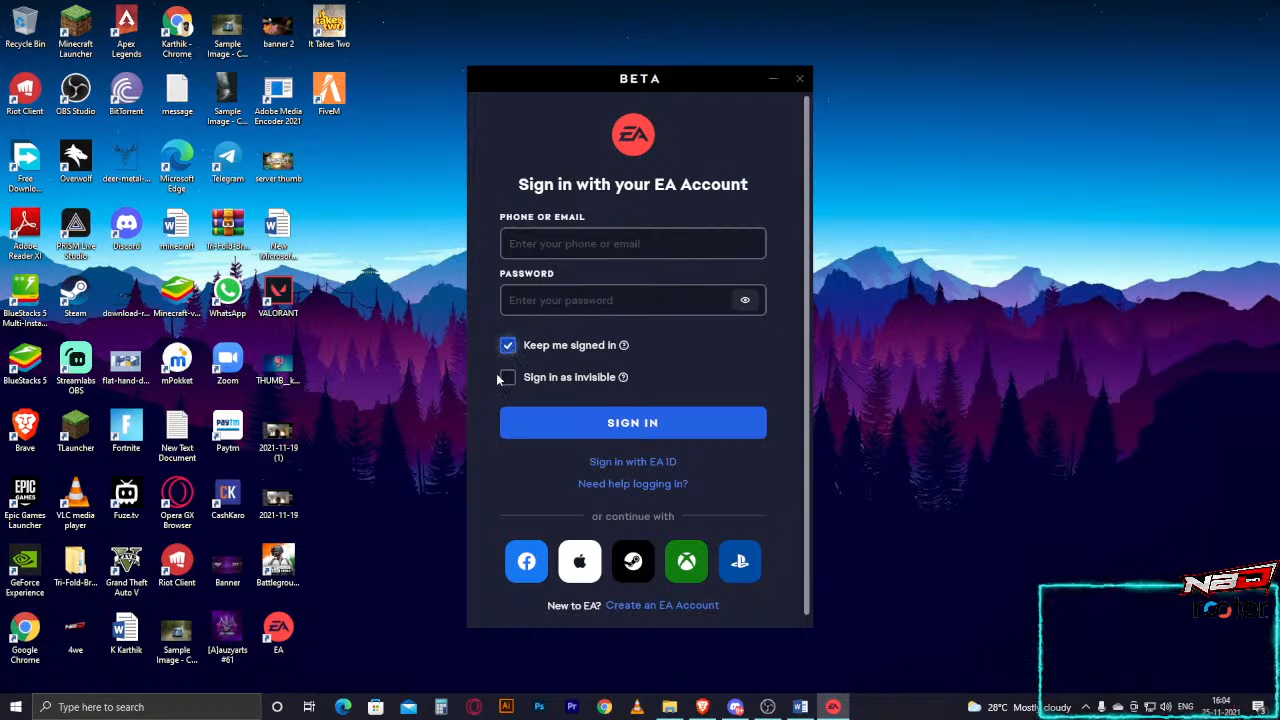 Recycle Bin
Minecraft Launcher
Apex Legends
Karthik - Chrome
Sample Image - C...
banner 2
It Takes Two
Riot Client
OBS Studio
BitTorrent
message
Sample Image - C...
Adobe Media Encoder 2021
FiveM
Free Downlo...
Overwolf
deer-metal-...
Microsoft Edge
Telegram
server thumb
Adobe Reader XI
PRISM Live Studio
Discord
minecraft
Tri-Fold-Br...
New Microsof...
BlueStacks 5 Multi-Insta...
Steam
download-r...
Minecraft-v...
WhatsApp
VALORANT
BlueStacks 5
Streamlabs OBS
flat-hand-d...
mPokket
Zoom
THUMB_k...
Brave
TLauncher
Fortnite
New Text Document
Paytm
2021-11-19 (1)
Epic Games Launcher
VLC media player
Fuze.tv
Opera GX Browser
CashKaro
2021-11-19
GeForce Experience
Tri-Fold-Br...
Grand Theft Auto V
Riot Client
Banner
Battlegrou...
Google Chrome
4we
K Karthik
Sample Image - C...
[A]auzyarts #61
EA
BETA
EA
Sign in with your EA Account
PHONE OR EMAIL
Enter your phone or email
PASSWORD
Enter your password
Keep me signed in
Sign in as invisible
SIGN IN
Sign in with EA ID
Need help logging in?
or continue with
New to EA? Create an EA Account
rooter
Type here to search
28°C Mostly cloudy
ENG
16:04
25-11-2021